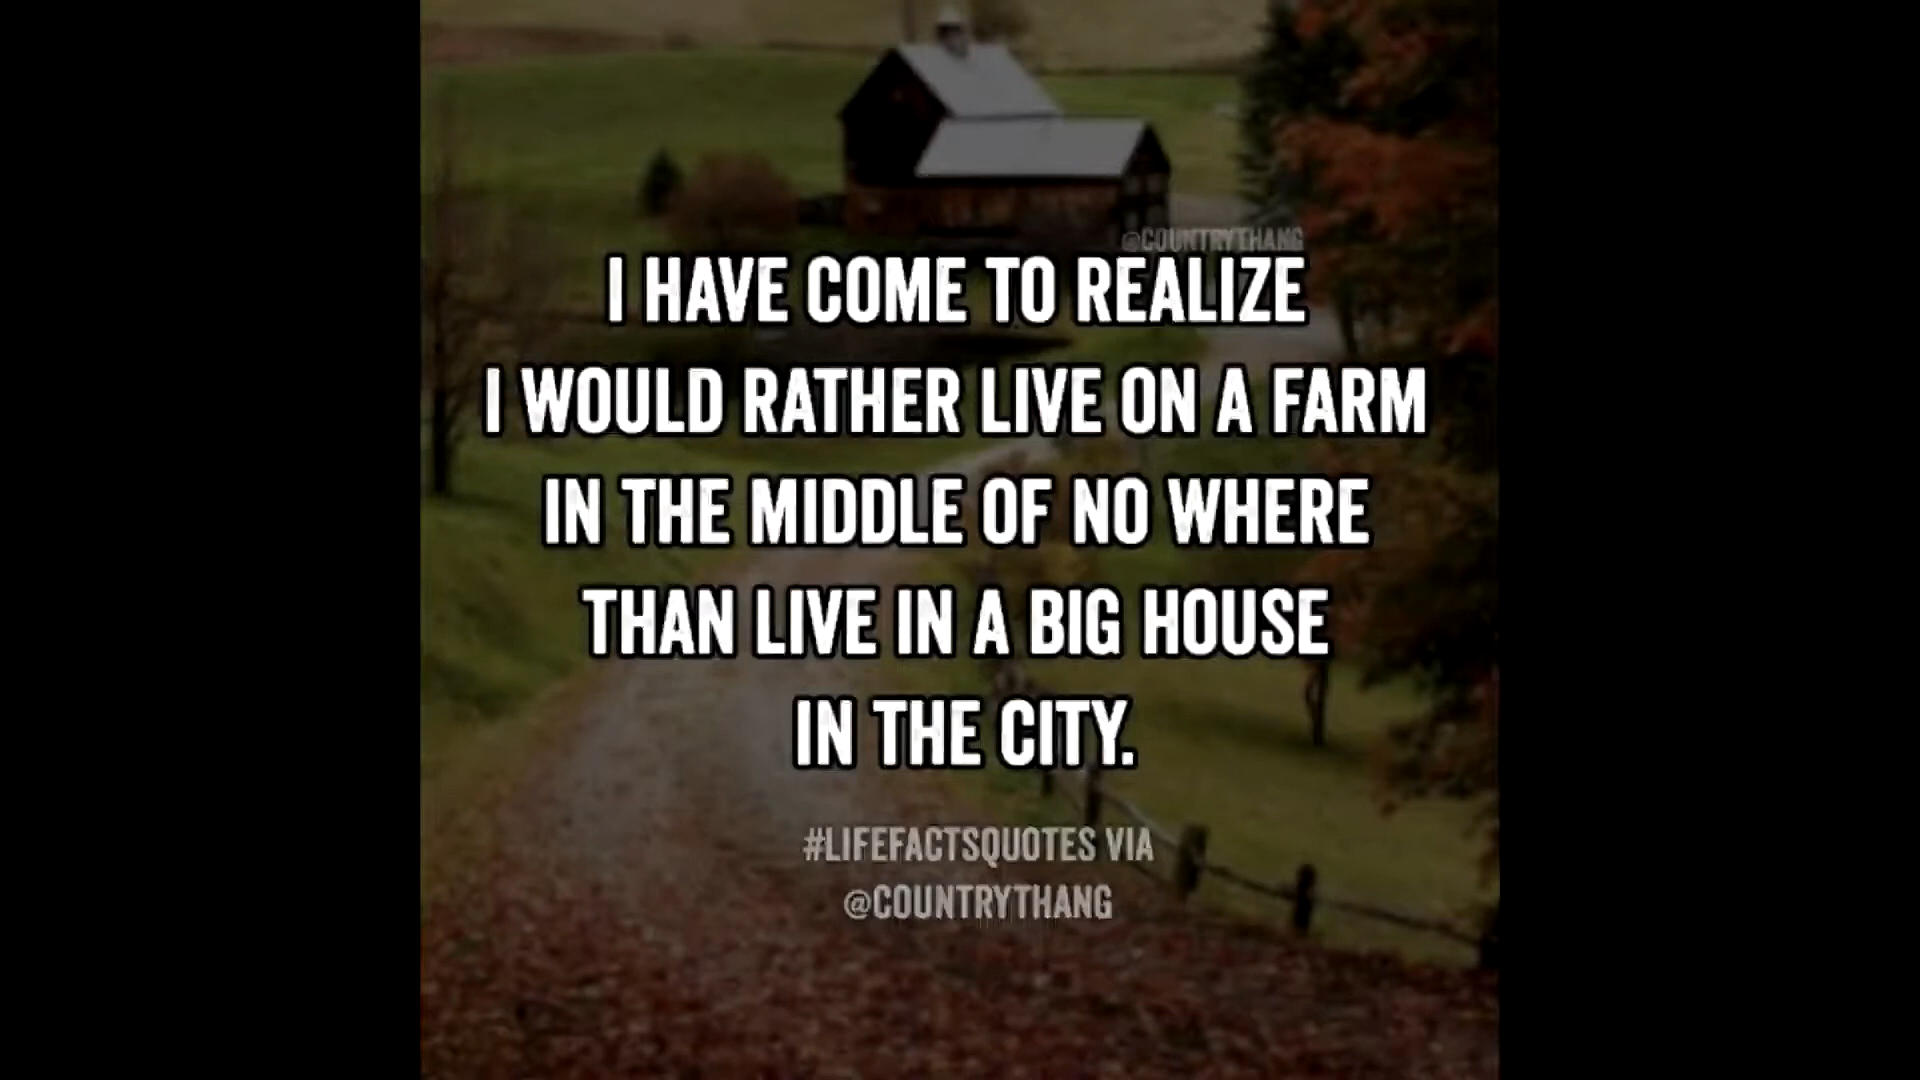 @COUNTRYTHANG
I HAVE COME TO REALIZE
I WOULD RATHER LIVE ON A FARM
IN THE MIDDLE OF NO WHERE
THAN LIVE IN A BIG HOUSE
IN THE CITY.
#LIFEFACTSQUOTES VIA
@COUNTRYTHANG